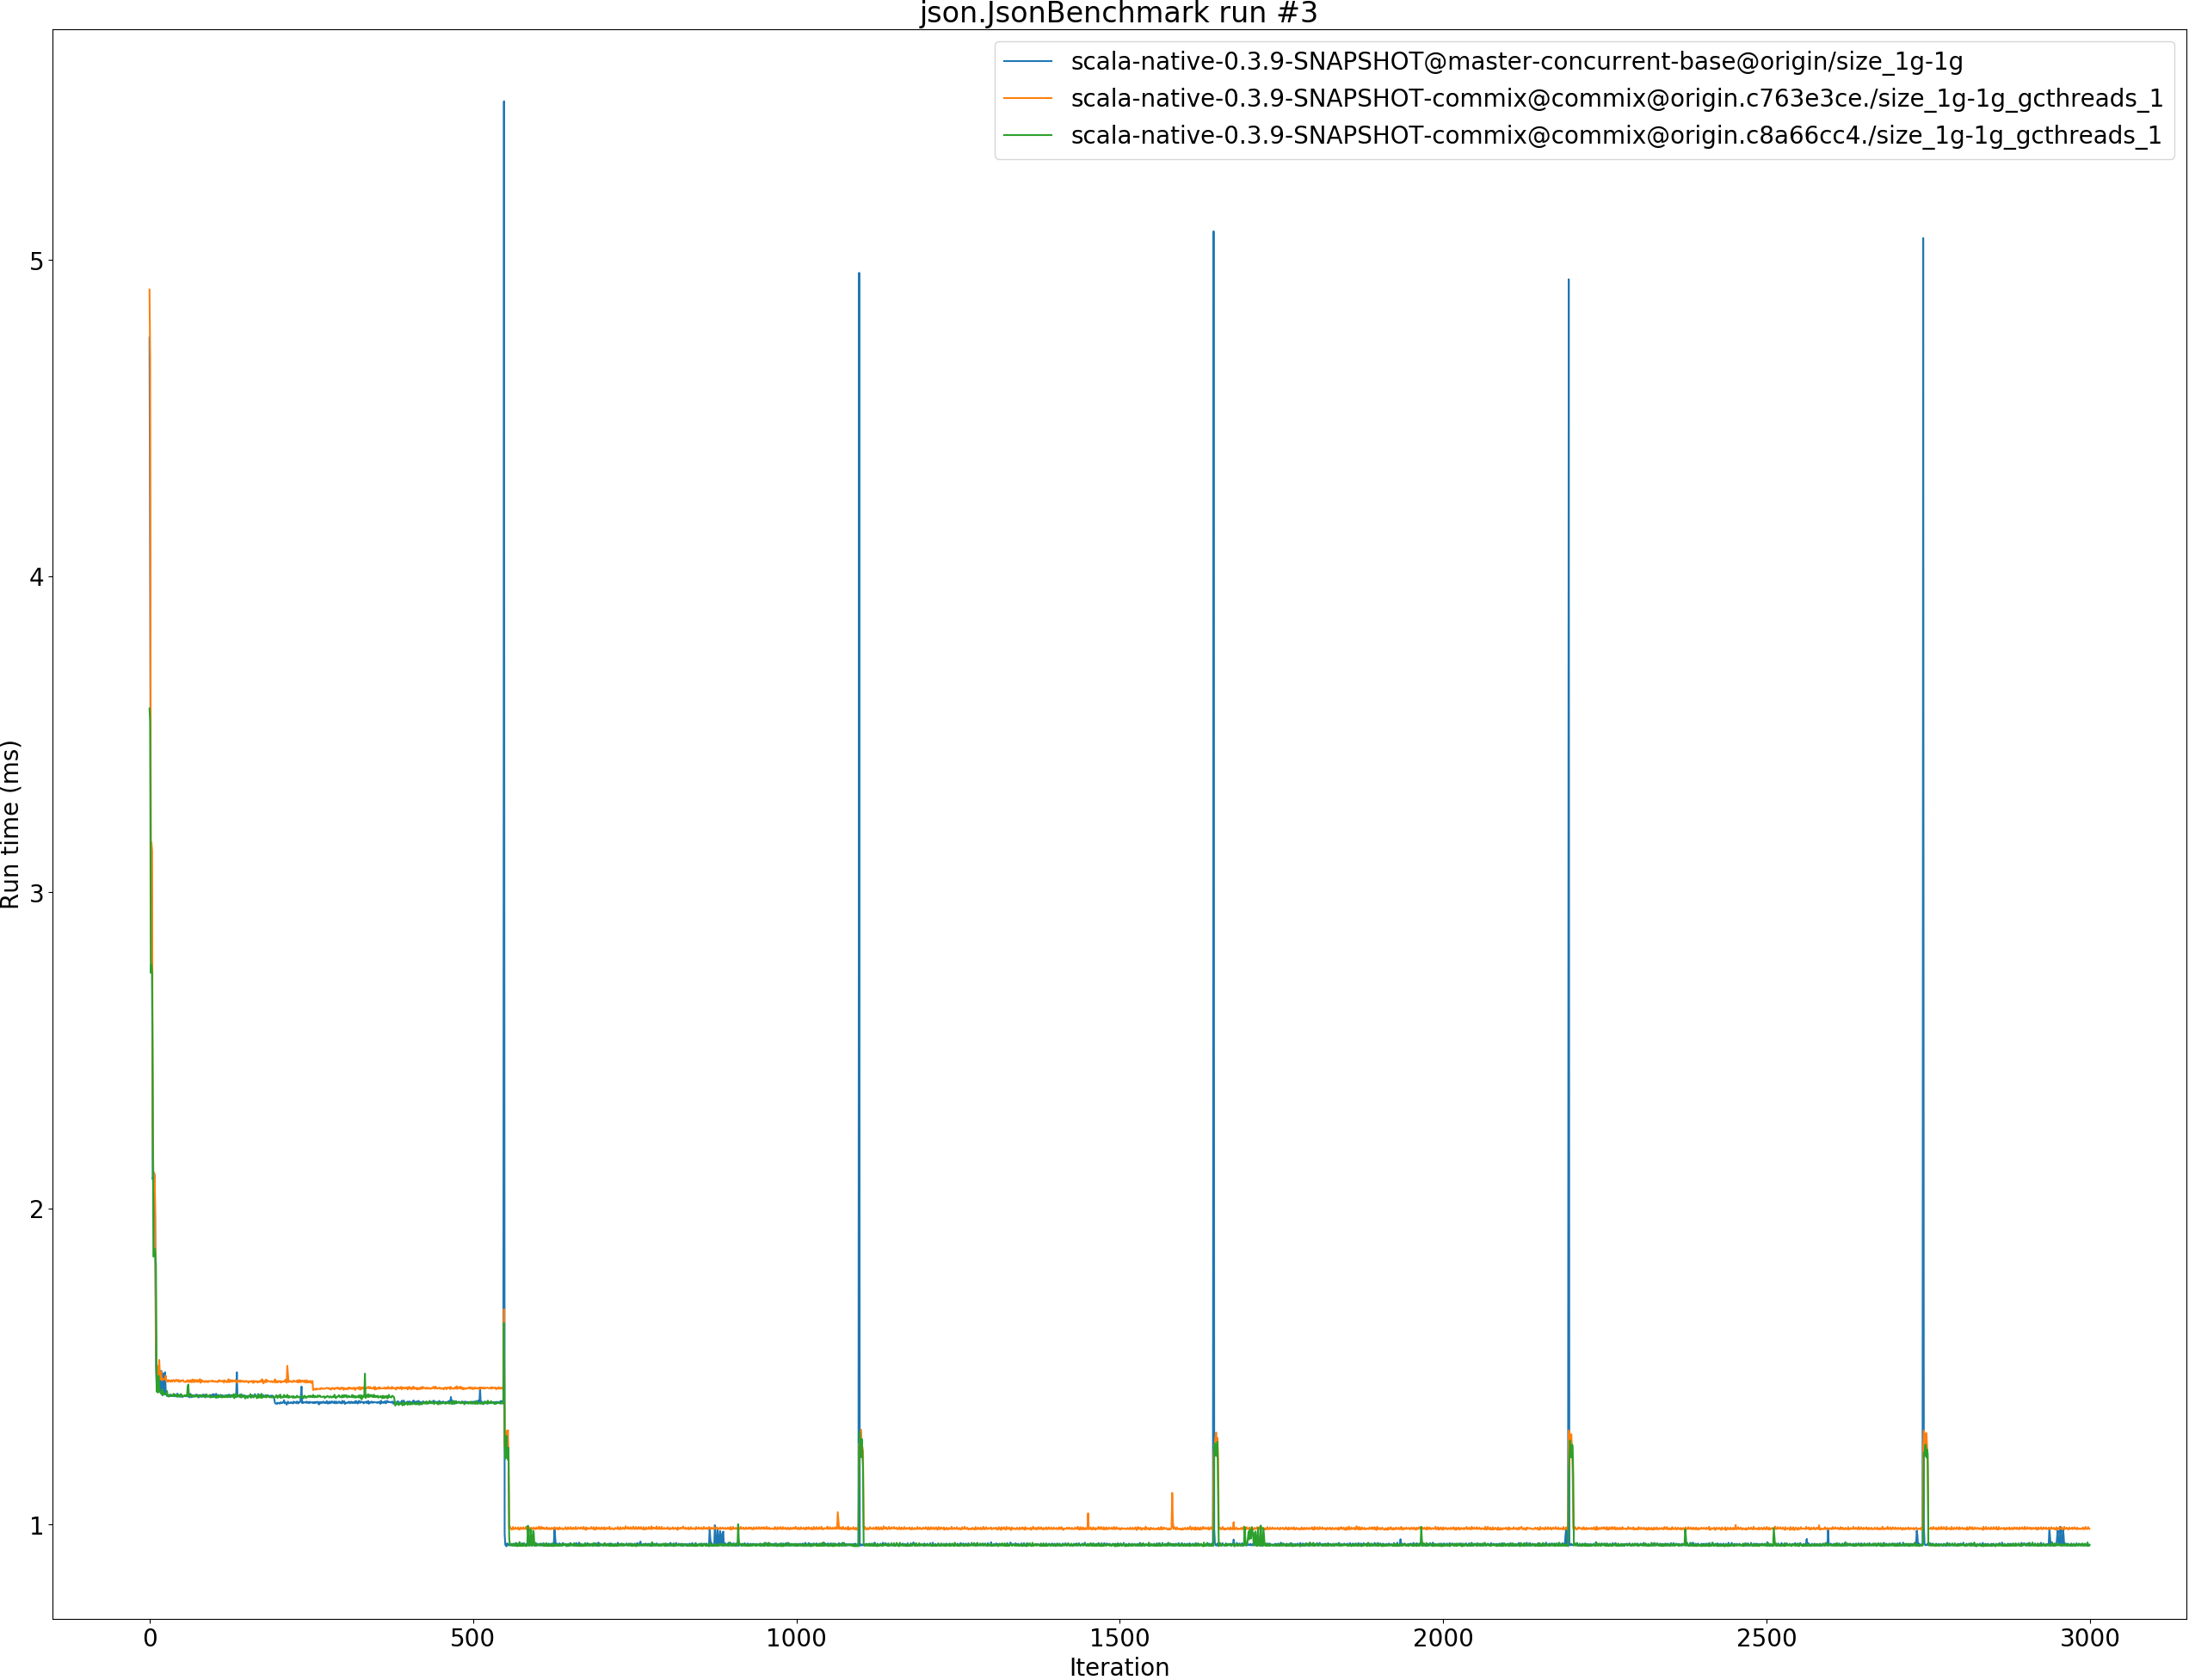 json.JsonBenchmark run #3
scala-native-0.3.9-SNAPSHOT@master-concurrent-base@origin/size_1g-1g
scala-native-0.3.9-SNAPSHOT-commix@commix@origin.c763e3ce./size_1g-1g_gcthreads_1
scala-native-0.3.9-SNAPSHOT-commix@commix@origin.c8a66cc4./size_1g-1g_gcthreads_1
Run time (ms)
5
4
3
2
1
0 500 1000 1500 2000 2500 3000
Iteration